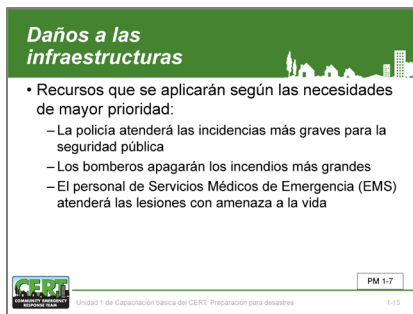 Daños a las
infraestructuras
• Recursos que se aplicarán según las necesidades
de mayor prioridad:
– La policía atenderá las incidencias más graves para la
seguridad pública
– Los bomberos apagarán los incendios más grandes
– El personal de Servicios Médicos de Emergencia (EMS)
atenderá las lesiones con amenaza a la vida
PM 1-7
CERT
COMMUNITY EMERGENCY
RESPONSE TEAM
Unidad 1 de Capacitación básica del CERT: Preparación para desastres
1-15